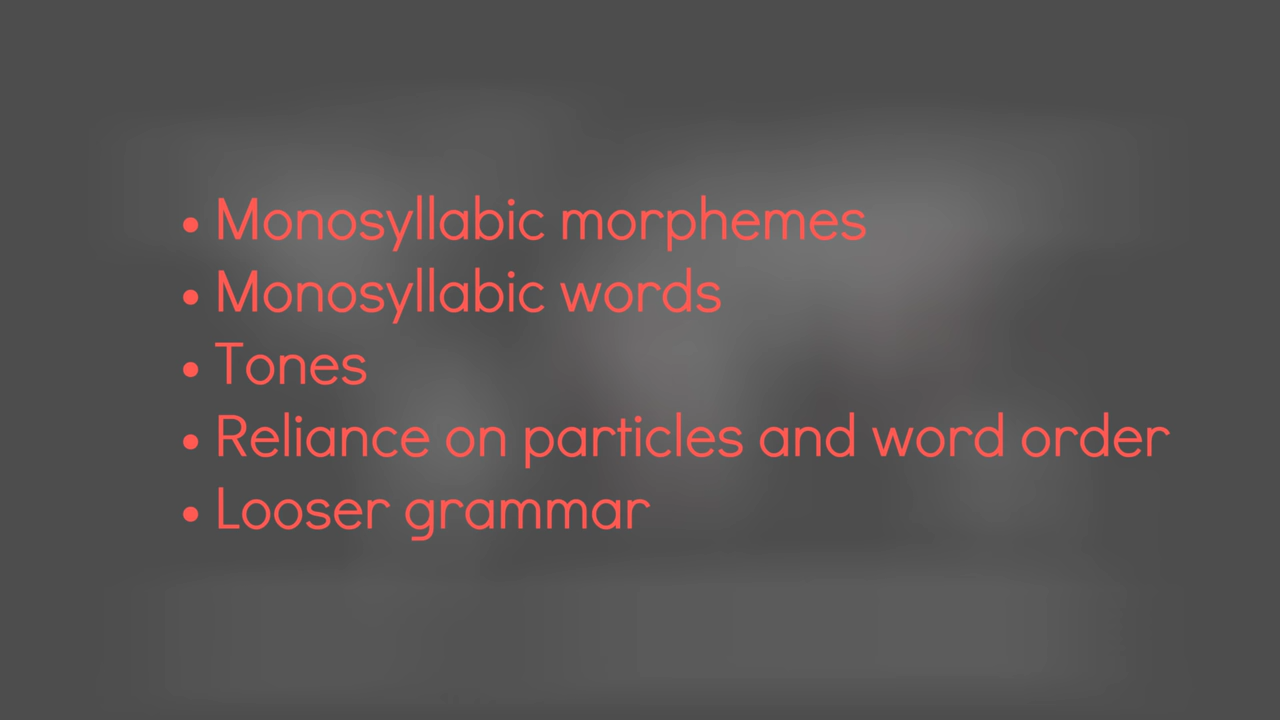 • Monosyllabic morphemes
• Monosyllabic words
• Tones
• Reliance on particles and word order
• Looser grammar